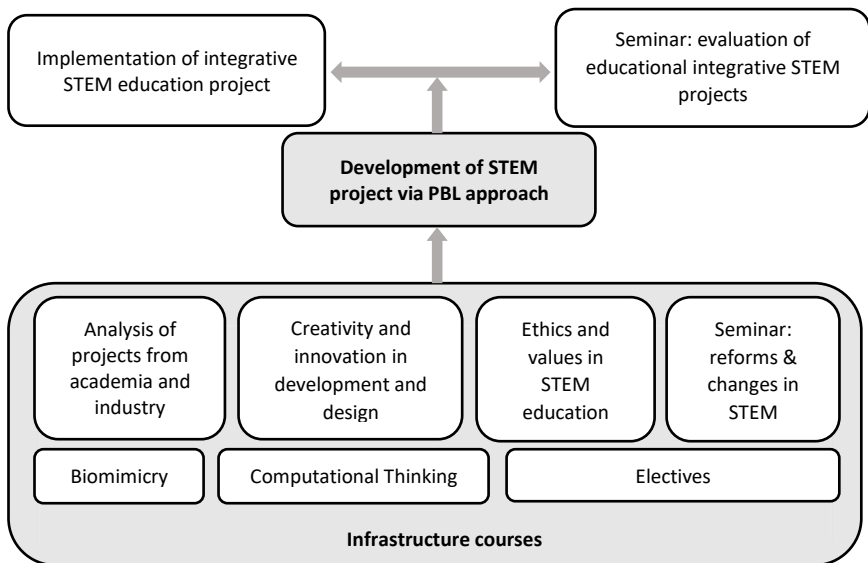 Implementation of integrative
STEM education project
Seminar: evaluation of
educational integrative STEM
projects
Development of STEM
project via PBL approach
Analysis of
projects from
academia and
industry
Creativity and
innovation in
development and
design
Ethics and
values in
STEM
education
Seminar:
reforms &
changes in
STEM
Biomimicry
Computational Thinking
Electives
Infrastructure courses